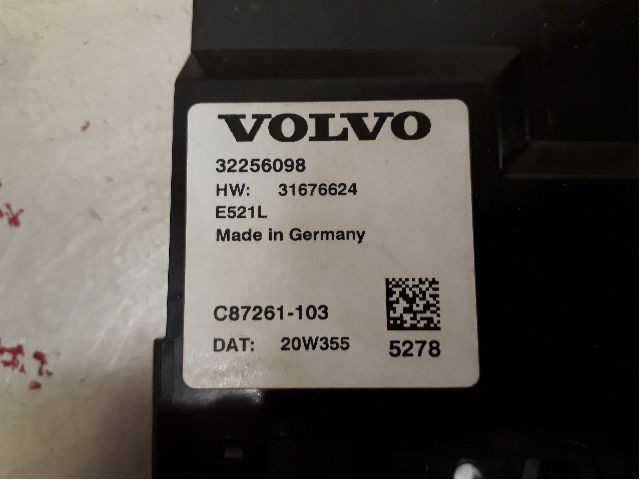 VOLVO
32256098
HW: 31676624
E521L
Made in Germany
C87261-103
DAT: 20W355 5278